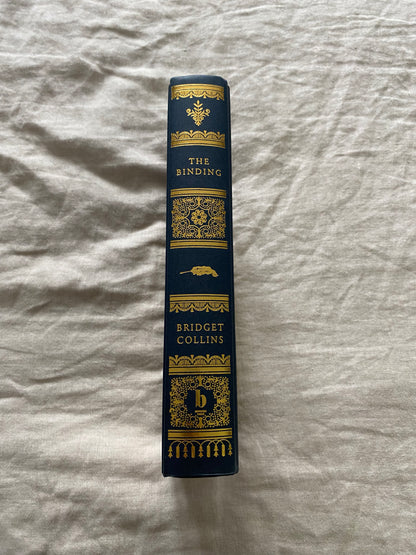 THE
BINDING
BRIDGET
COLLINS
b